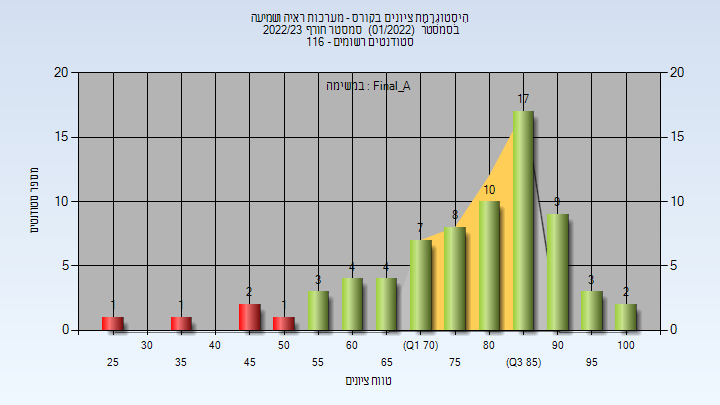 היסטוגרמת ציונים בקורס - מערכות ראיה ושמיעה
בסמסטר (01/2022) סמסטר חורף 2022/23
סטודנטים רשומים - 116
במשימה : Final_A
20 20
15 15
10 10
5 5
0 0
מספר סטודנטים
1 1 2 1 3 4 4 7 8 10 17 9 3 2
30 40 50 60 (Q1 70) 80 90 100
25 35 45 55 65 75 (Q3 85) 95
טווח ציונים